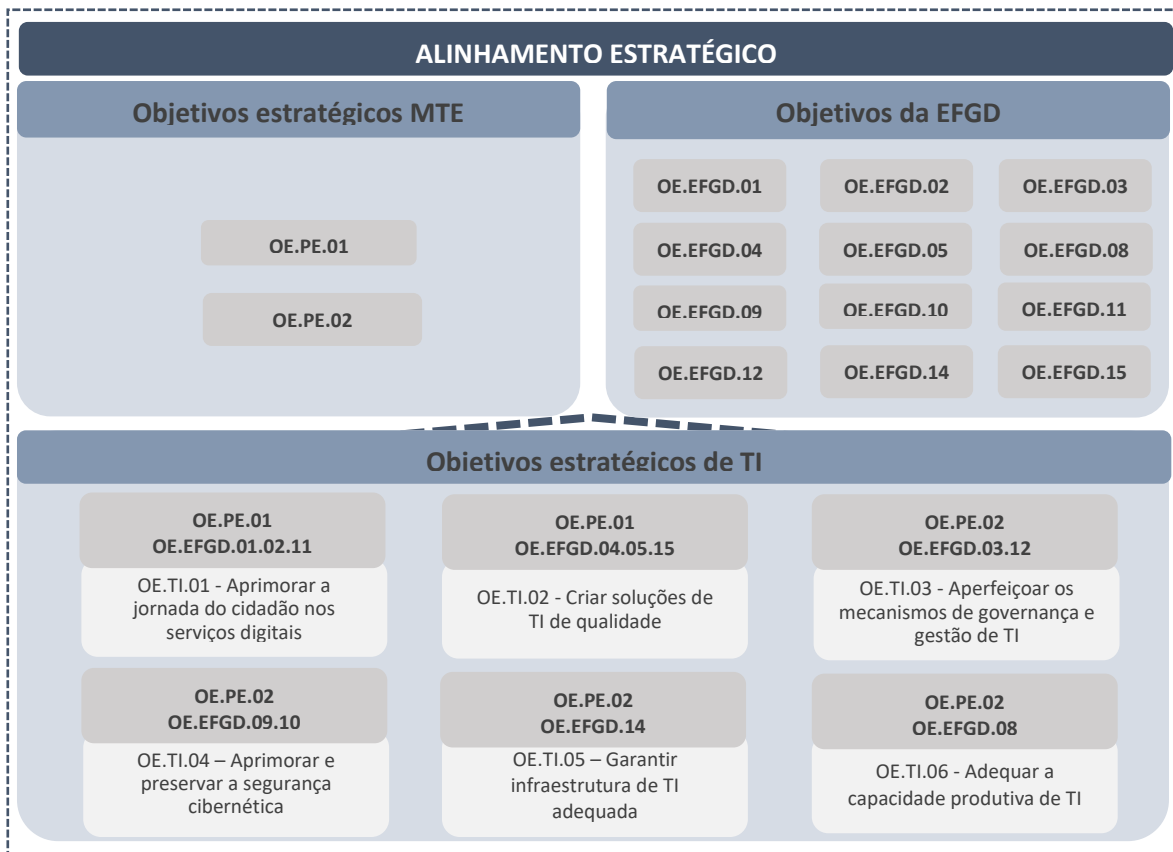 ALINHAMENTO ESTRATÉGICO
Objetivos estratégicos MTE
OE.PE.01
OE.PE.02
Objetivos da EFGD
OE.EFGD.01 OE.EFGD.02 OE.EFGD.03
OE.EFGD.04 OE.EFGD.05 OE.EFGD.08
OE.EFGD.09 OE.EFGD.10 OE.EFGD.11
OE.EFGD.12 OE.EFGD.14 OE.EFGD.15
Objetivos estratégicos de TI
OE.PE.01
OE.EFGD.01.02.11
OE.TI.01 - Aprimorar a
jornada do cidadão nos
serviços digitais
OE.PE.01
OE.EFGD.04.05.15
OE.TI.02 - Criar soluções de
TI de qualidade
OE.PE.02
OE.EFGD.03.12
OE.TI.03 - Aperfeiçoar os
mecanismos de governança e
gestão de TI
OE.PE.02
OE.EFGD.09.10
OE.TI.04 – Aprimorar e
preservar a segurança
cibernética
OE.PE.02
OE.EFGD.14
OE.TI.05 – Garantir
infraestrutura de TI
adequada
OE.PE.02
OE.EFGD.08
OE.TI.06 - Adequar a
capacidade produtiva de TI